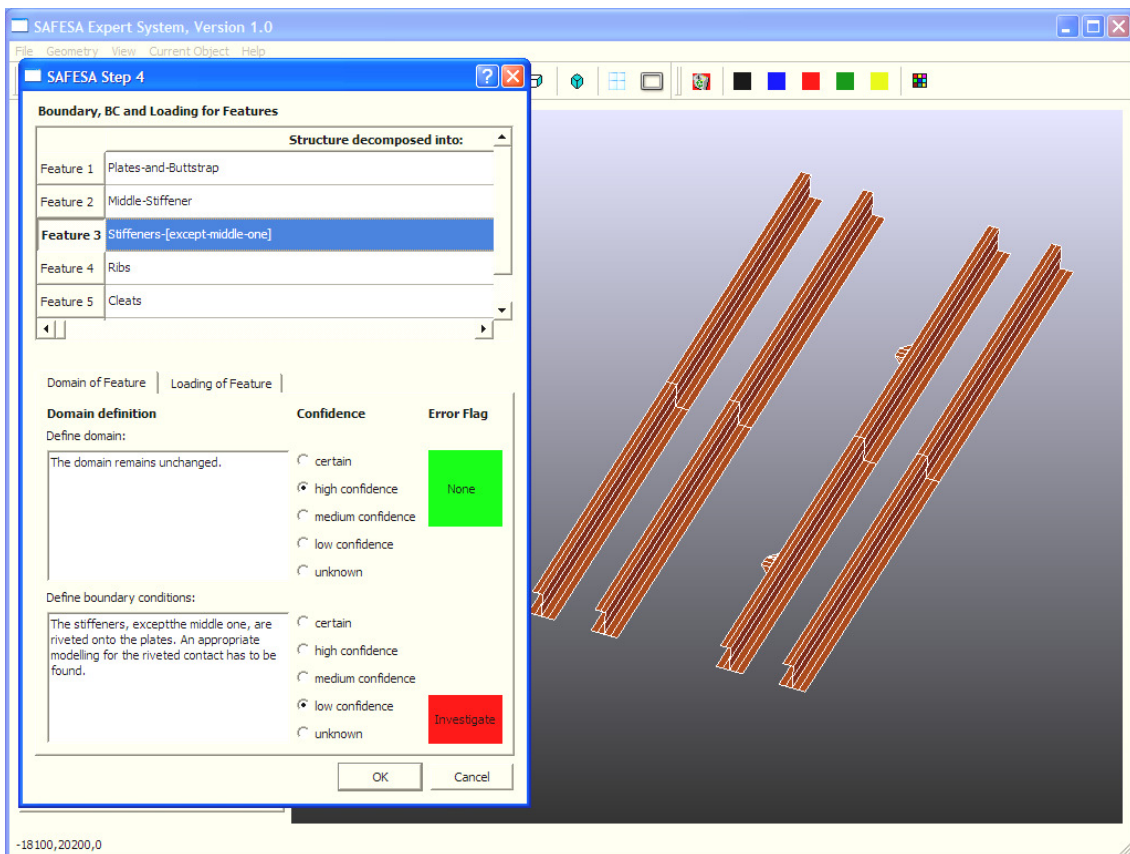 SAFESA Expert System, Version 1.0
File Geometry View Current Object Help
SAFESA Step 4
Boundary, BC and Loading for Features
Structure decomposed into:
Feature 1 Plates-and-Buttstrap
Feature 2 Middle-Stiffener
Feature 3 Stiffeners-[except-middle-one]
Feature 4 Ribs
Feature 5 Cleats
Domain of Feature Loading of Feature
Domain definition Confidence Error Flag
Define domain:
The domain remains unchanged.
certain
high confidence
None
medium confidence
low confidence
unknown
Define boundary conditions:
The stiffeners, exceptthe middle one, are
riveted onto the plates. An appropriate
modelling for the riveted contact has to be
found.
certain
high confidence
medium confidence
low confidence
Investigate
unknown
OK Cancel
-18100,20200,0